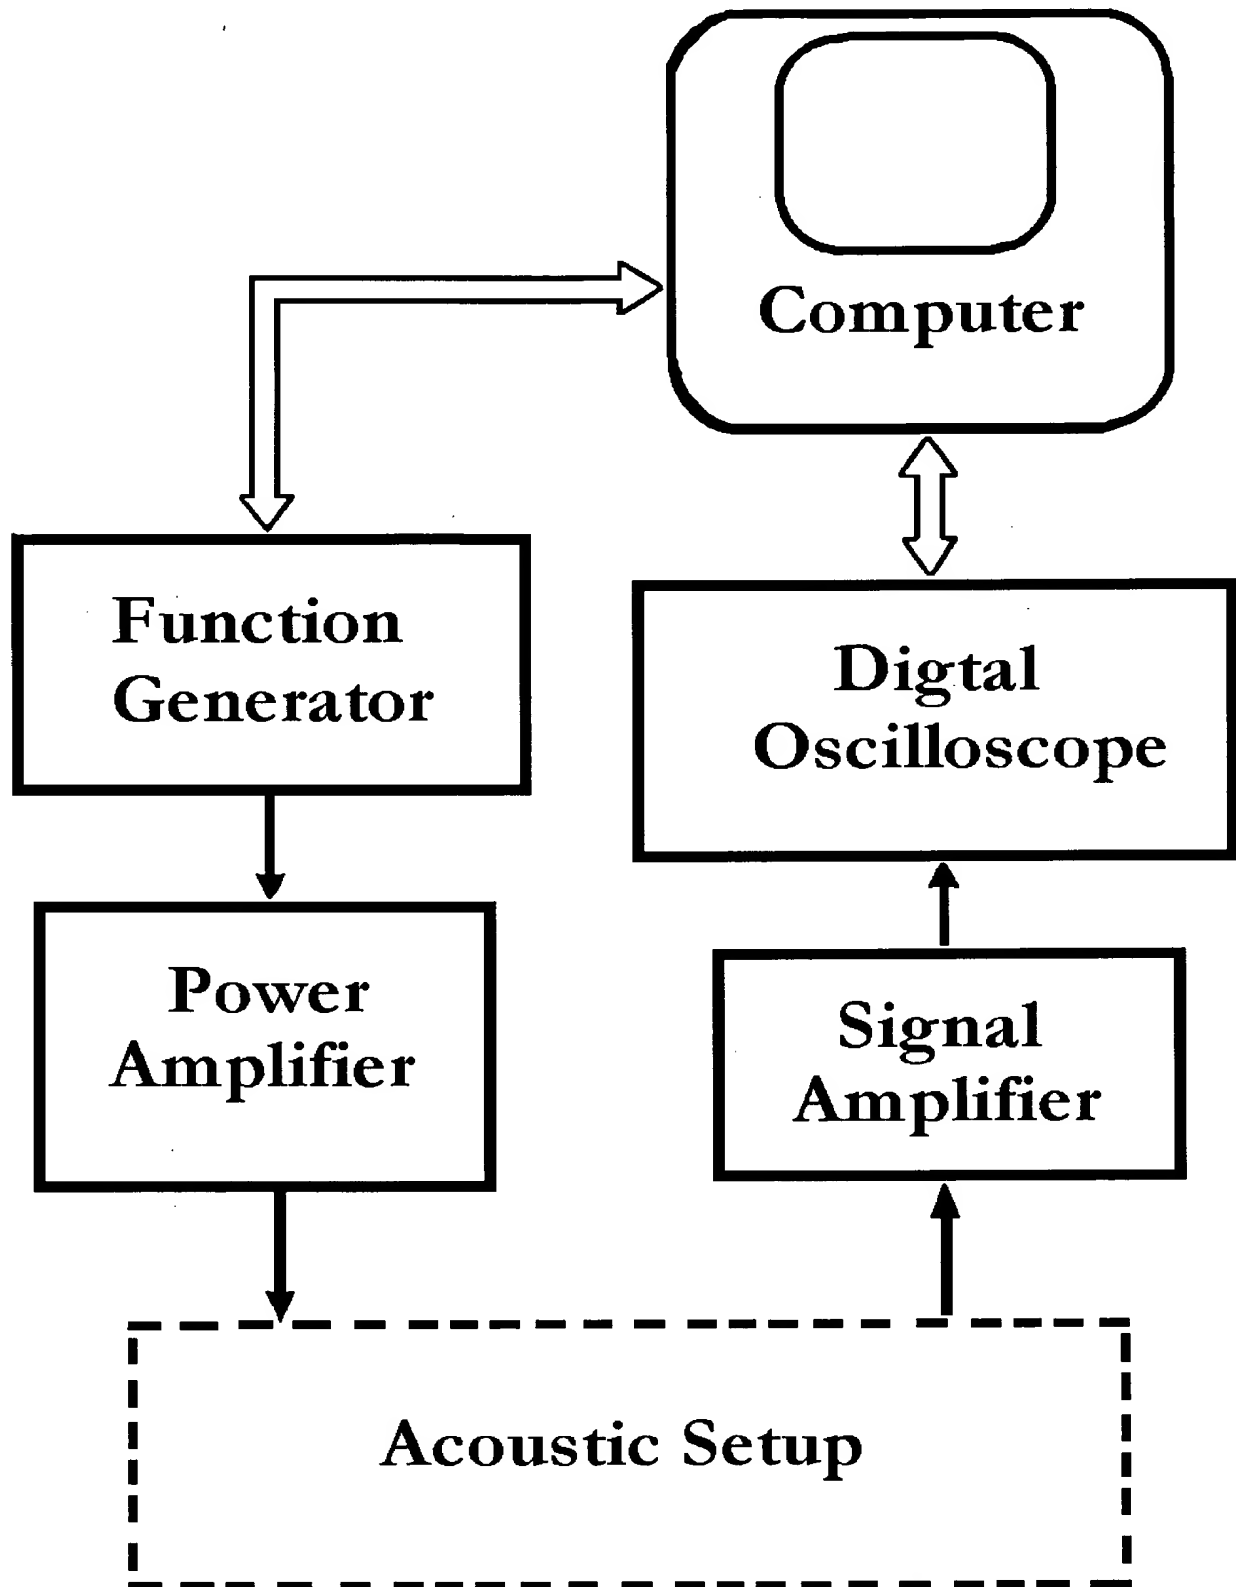 Computer
Function
Generator
Digtal
Oscilloscope
Power
Amplifier
Signal
Amplifier
Acoustic Setup